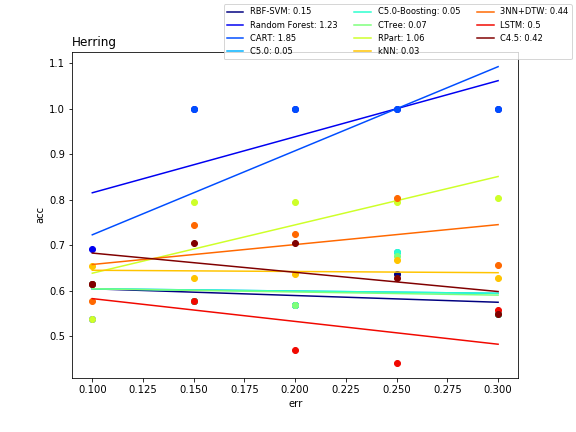 RBF-SVM: 0.15
Random Forest: 1.23
CART: 1.85
C5.0: 0.05
C5.0-Boosting: 0.05
CTree: 0.07
RPart: 1.06
kNN: 0.03
3NN+DTW: 0.44
LSTM: 0.5
C4.5: 0.42
Herring
acc
1.1
1.0
0.9
0.8
0.7
0.6
0.5
0.100 0.125 0.150 0.175 0.200 0.225 0.250 0.275 0.300
err